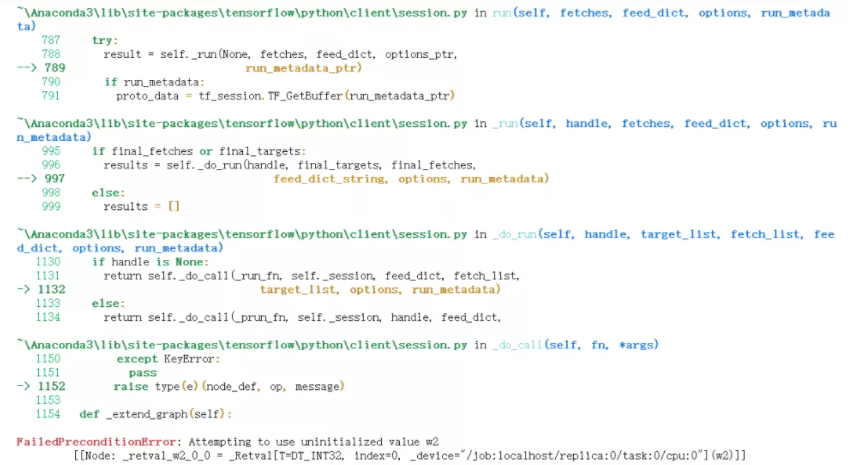 ~\Anaconda3\lib\site-packages\tensorflow\python\client\session.py in run(self, fetches, feed_dict, options, run_metada
ta)
787 try:
788 result = self._run(None, fetches, feed_dict, options_ptr,
--> 789 run_metadata_ptr)
790 if run_metadata:
791 proto_data = tf_session.TF_GetBuffer(run_metadata_ptr)
~\Anaconda3\lib\site-packages\tensorflow\python\client\session.py in _run(self, handle, fetches, feed_dict, options, ru
n_metadata)
995 if final_fetches or final_targets:
996 results = self._do_run(handle, final_targets, final_fetches,
--> 997 feed_dict_string, options, run_metadata)
998 else:
999 results = []
~\Anaconda3\lib\site-packages\tensorflow\python\client\session.py in _do_run(self, handle, target_list, fetch_list, fee
d_dict, options, run_metadata)
1130 if handle is None:
1131 return self._do_call(_run_fn, self._session, feed_dict, fetch_list,
-> 1132 target_list, options, run_metadata)
1133 else:
1134 return self._do_call(_prun_fn, self._session, handle, feed_dict,
~\Anaconda3\lib\site-packages\tensorflow\python\client\session.py in _do_call(self, fn, *args)
1150 except KeyError:
1151 pass
-> 1152 raise type(e)(node_def, op, message)
1153
1154 def _extend_graph(self):
FailedPreconditionError: Attempting to use uninitialized value w2
[[Node: _retval_w2_0_0 = _Retval[T=DT_INT32, index=0, _device="/job:localhost/replica:0/task:0/cpu:0"](w2)]]